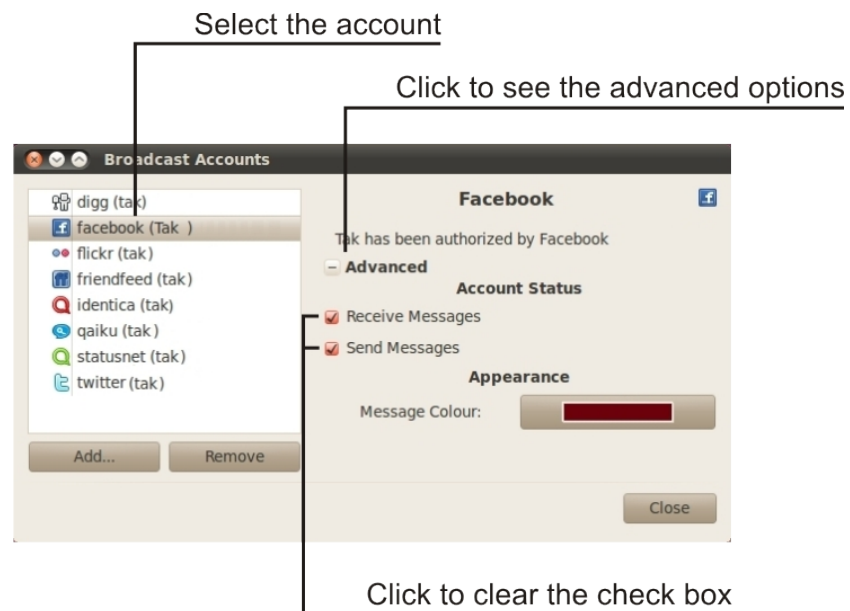 Select the account
Click to see the advanced options
Broadcast Accounts
digg (tak)
facebook (Tak )
flickr (tak)
friendfeed (tak)
identica (tak)
qaiku (tak)
statusnet (tak)
twitter (tak)
Add...
Remove
Facebook
Tak has been authorized by Facebook
Advanced
Account Status
Receive Messages
Send Messages
Appearance
Message Colour:
Close
Click to clear the check box